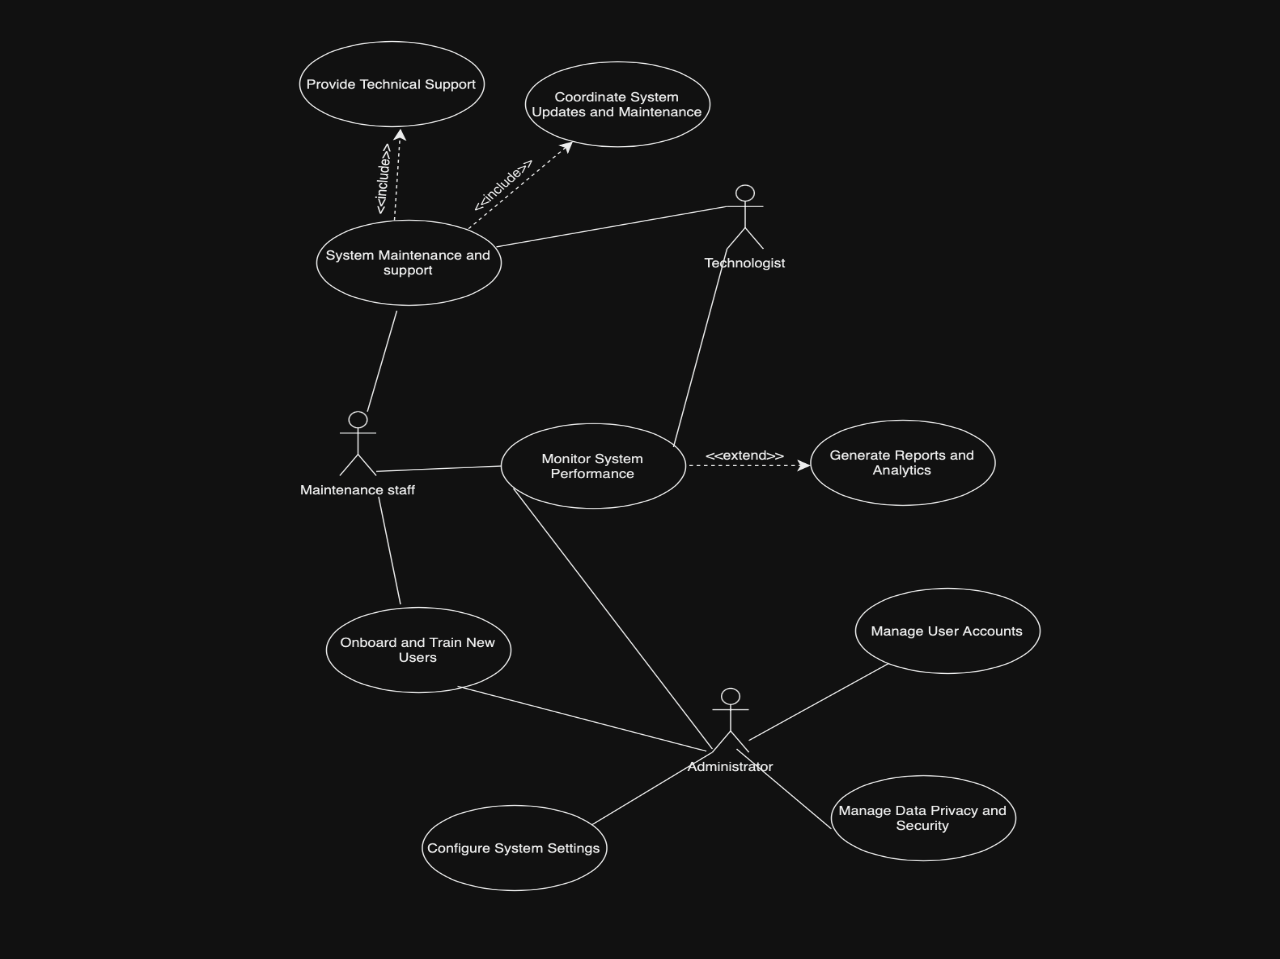 Provide Technical Support
Coordinate System
Updates and Maintenance
<<include>>
<<include>>
System Maintenance and
support
Technologist
Maintenance staff
Monitor System
Performance
<<extend>>
Generate Reports and
Analytics
Onboard and Train New
Users
Manage User Accounts
Administrator
Manage Data Privacy and
Security
Configure System Settings